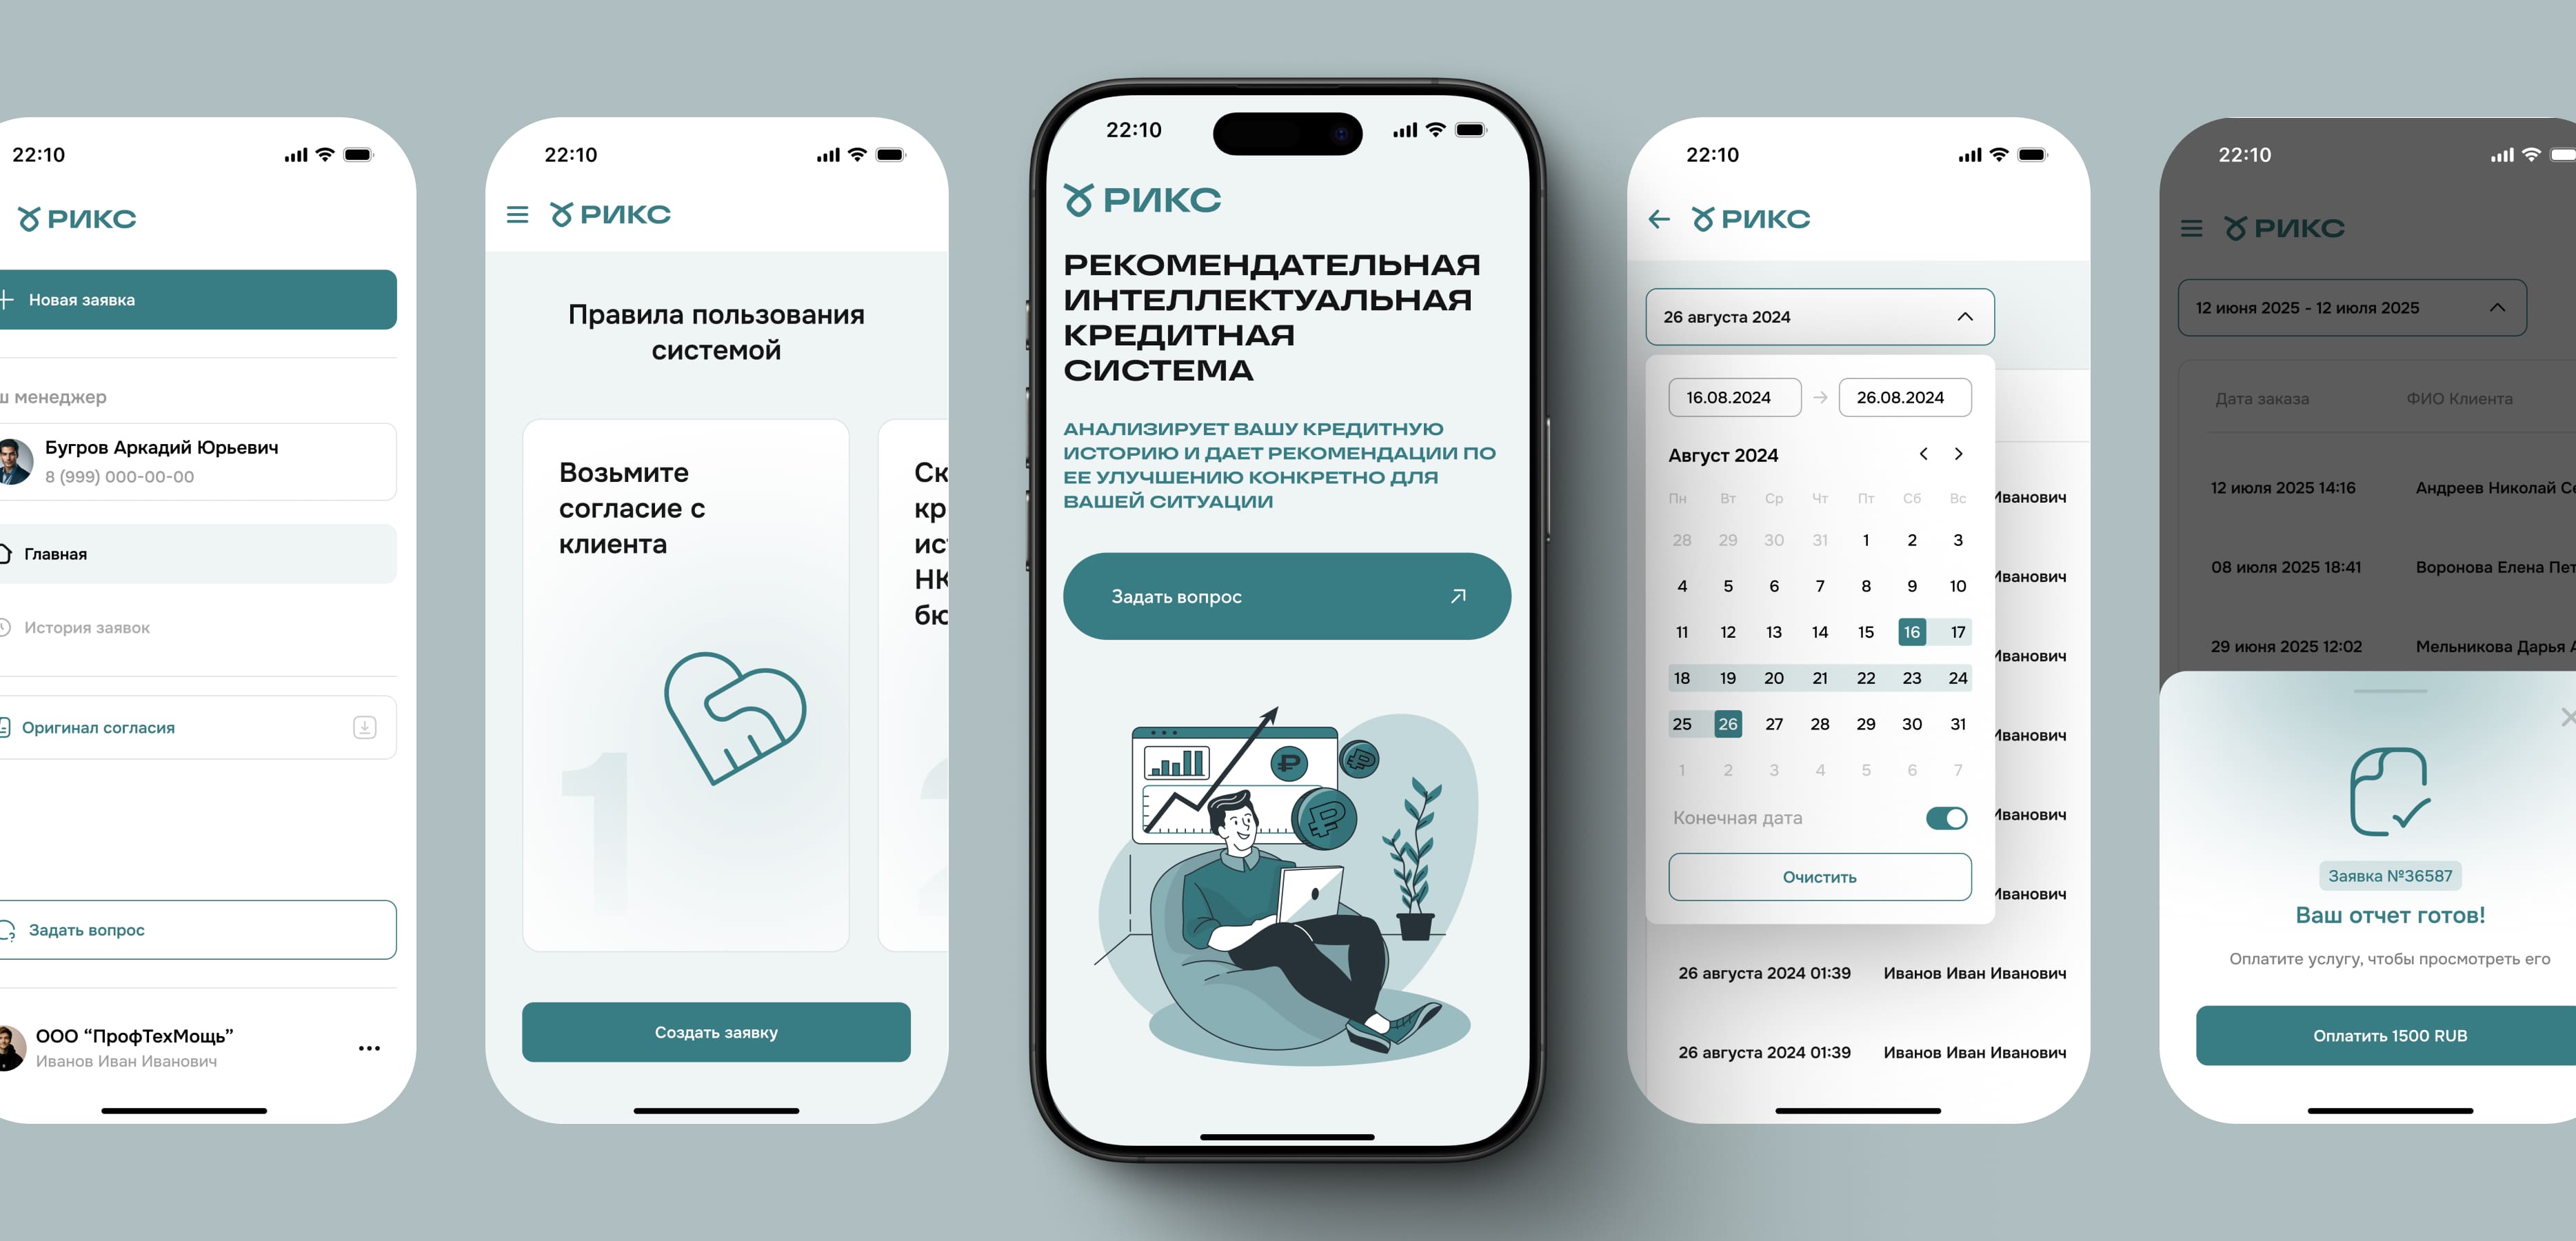 22:10
РИКС
Новая заявка
менеджер
Бугров Аркадий Юрьевич
8 (999) 000-00-00
Главная
История заявок
Оригинал согласия
Задать вопрос
ООО “ПрофТехМощь”
Иванов Иван Иванович
22:10
РИКС
Правила пользования
системой
Возьмите
согласие с
клиента
1
Создать заявку
22:10
РИКС
РЕКОМЕНДАТЕЛЬНАЯ
ИНТЕЛЛЕКТУАЛЬНАЯ
КРЕДИТНАЯ
СИСТЕМА
АНАЛИЗИРУЕТ ВАШУ КРЕДИТНУЮ
ИСТОРИЮ И ДАЕТ РЕКОМЕНДАЦИИ ПО
ЕЕ УЛУЧШЕНИЮ КОНКРЕТНО ДЛЯ
ВАШЕЙ СИТУАЦИИ
Задать вопрос
22:10
РИКС
26 августа 2024
16.08.2024 26.08.2024
Август 2024
Пн Вт Ср Чт Пт Сб Вс
28 29 30 31 1 2 3
4 5 6 7 8 9 10
11 12 13 14 15 16 17
18 19 20 21 22 23 24
25 26 27 28 29 30 31
1 2 3 4 5 6 7
Конечная дата
Очистить
Иванович
Иванович
Иванович
Иванович
Иванович
Иванович
26 августа 2024 01:39 Иванов Иван Иванович
26 августа 2024 01:39 Иванов Иван Иванович
22:10
РИКС
12 июня 2025 - 12 июля 2025
Дата заказа ФИО Клиента
12 июля 2025 14:16 Андреев Николай
08 июля 2025 18:41 Воронова Елена
29 июня 2025 12:02 Мельникова Дарья
Заявка №36587
Ваш отчет готов!
Оплатите услугу, чтобы просмотреть его
Оплатить 1500 RUB